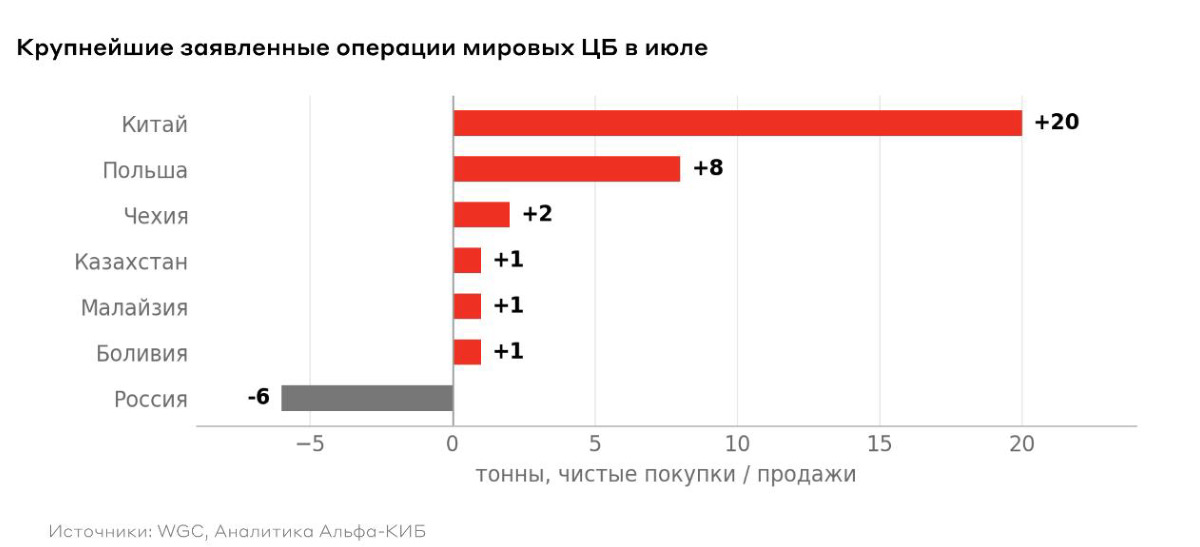 Крупнейшие заявленные операции мировых ЦБ в июле
Китай +20
Польша +8
Чехия +2
Казахстан +1
Малайзия +1
Боливия +1
Россия -6
−5 0 5 10 15 20
тонны, чистые покупки / продажи
Источники: WGC, Аналитика Альфа-КИБ